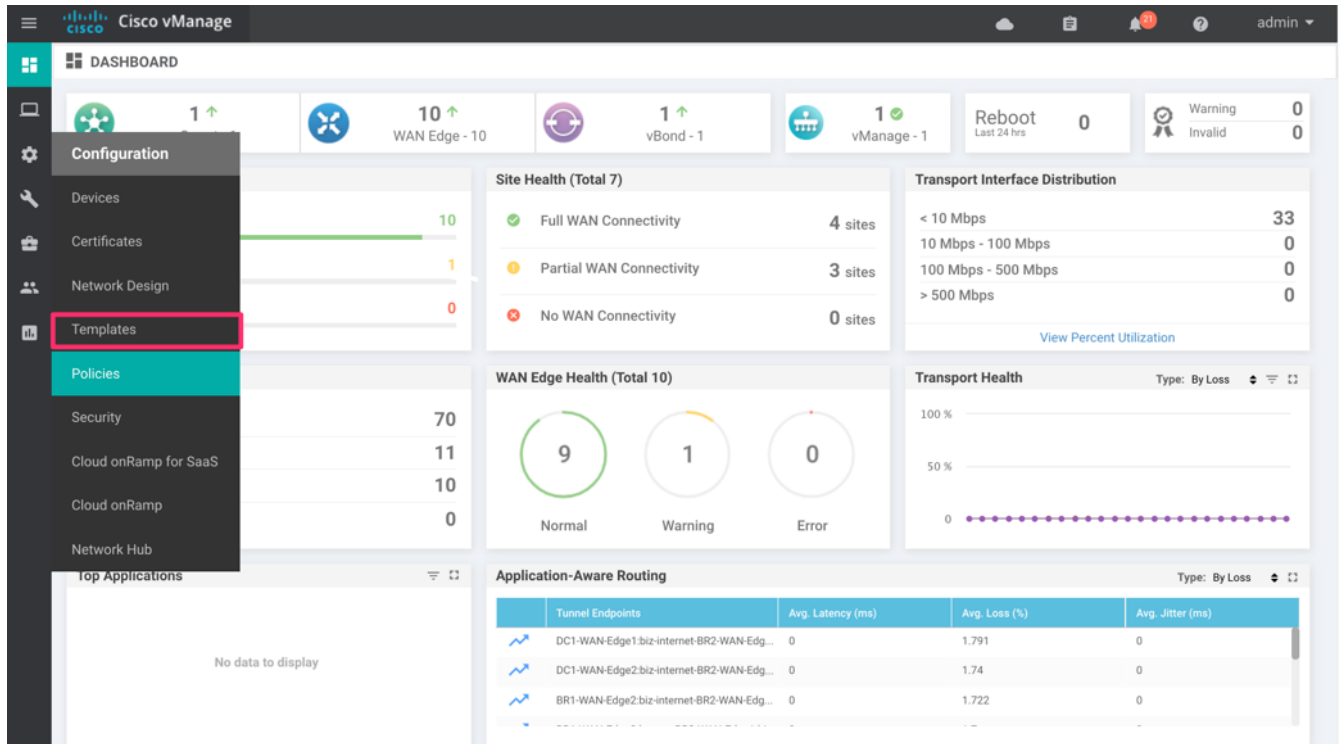 cisco Cisco vManage 21 admin
DASHBOARD
1
10
WAN Edge - 10
1
vBond - 1
1
vManage - 1
Reboot
Last 24 hrs
0
Warning 0
Invalid 0
Configuration
Devices
Certificates
Network Design
Templates
Policies
Security
Cloud onRamp for SaaS
Cloud onRamp
Network Hub
10
1
0
Site Health (Total 7)
Full WAN Connectivity 4 sites
Partial WAN Connectivity 3 sites
No WAN Connectivity 0 sites
Transport Interface Distribution
< 10 Mbps 33
10 Mbps - 100 Mbps 0
100 Mbps - 500 Mbps 0
> 500 Mbps 0
View Percent Utilization
70
11
10
0
WAN Edge Health (Total 10)
9
1
0
Normal
Warning
Error
Transport Health Type: By Loss
100 %
50 %
0
Top Applications
No data to display
Application-Aware Routing Type: By Loss
Tunnel Endpoints Avg. Latency (ms) Avg. Loss (%) Avg. Jitter (ms)
DC1-WAN-Edge1:biz-internet-BR2-WAN-Edg... 0 1.791 0
DC1-WAN-Edge2:biz-internet-BR2-WAN-Edg... 0 1.74 0
BR1-WAN-Edge2:biz-internet-BR2-WAN-Edg... 0 1.722 0